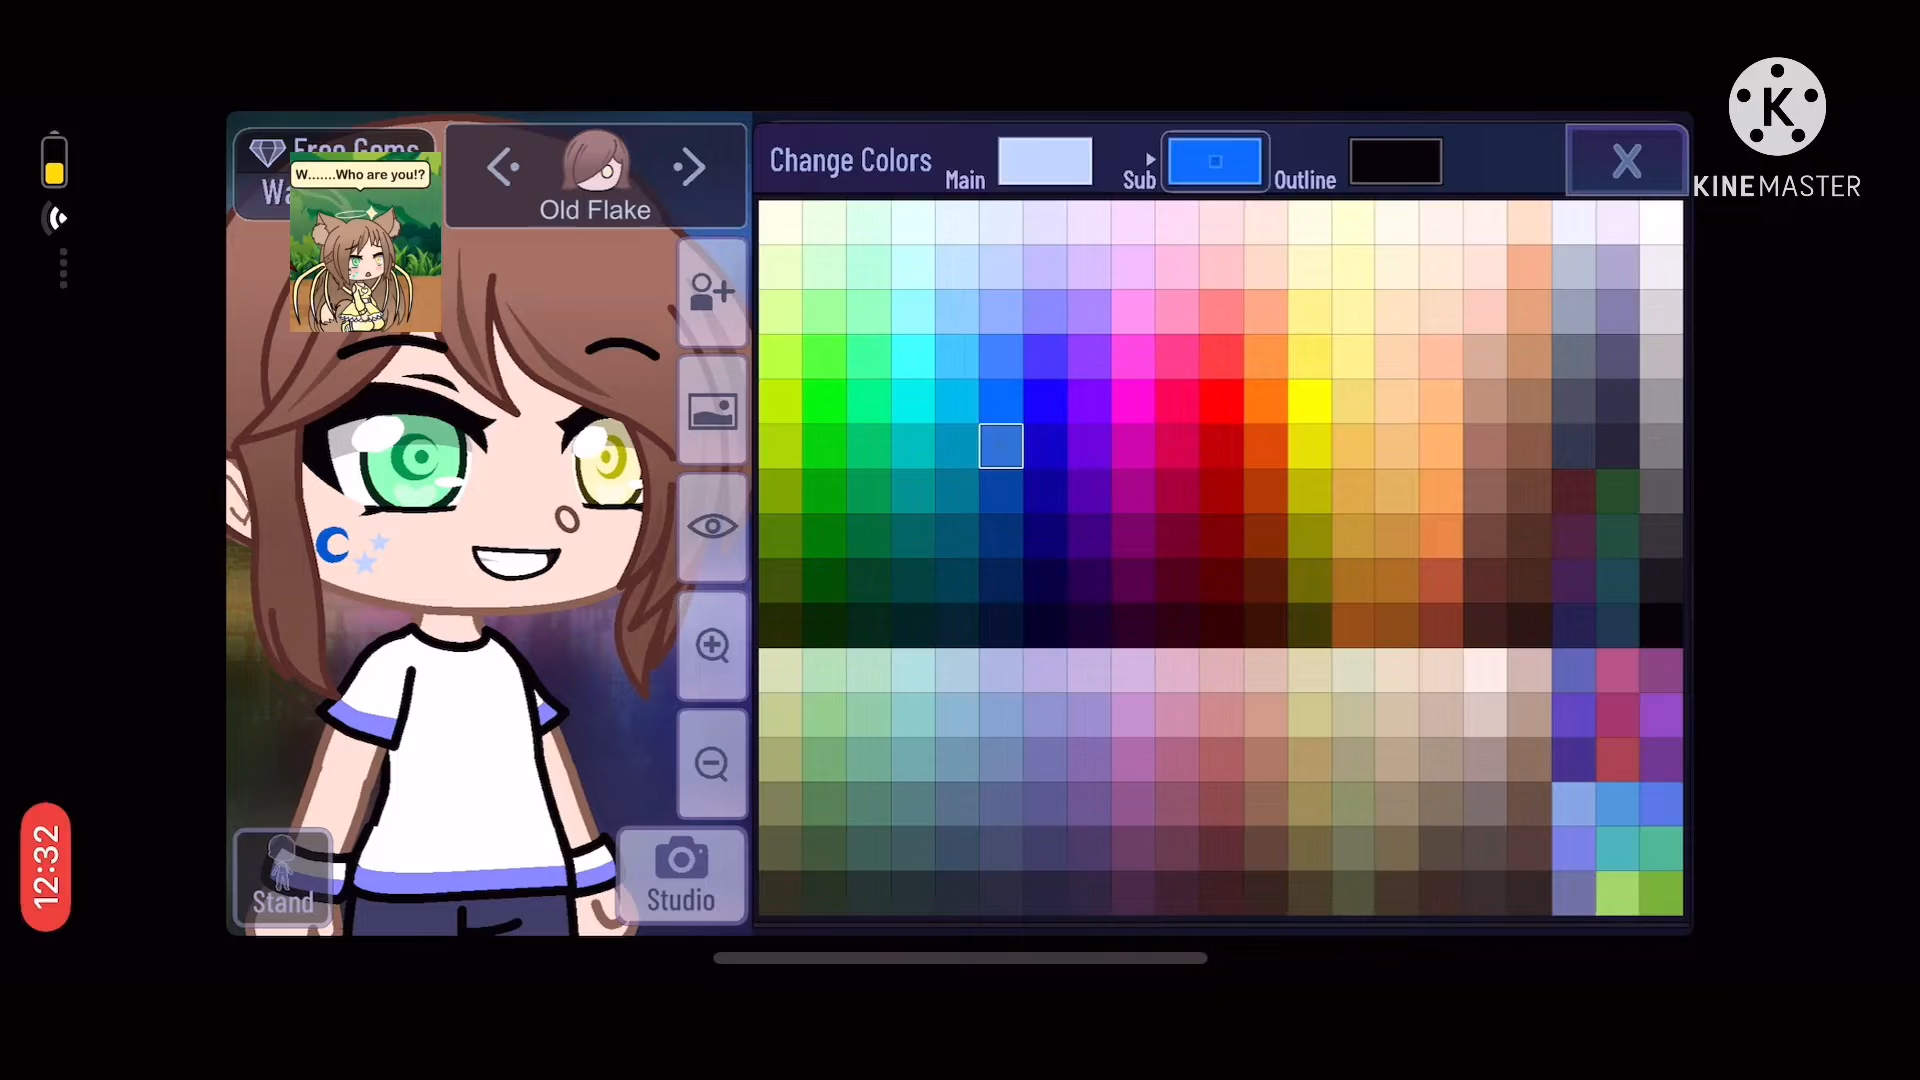 Free Gems
W.......Who are you!?
Old Flake
Change Colors
Main
Sub
Outline
KINEMASTER
12:32
Stand
Studio